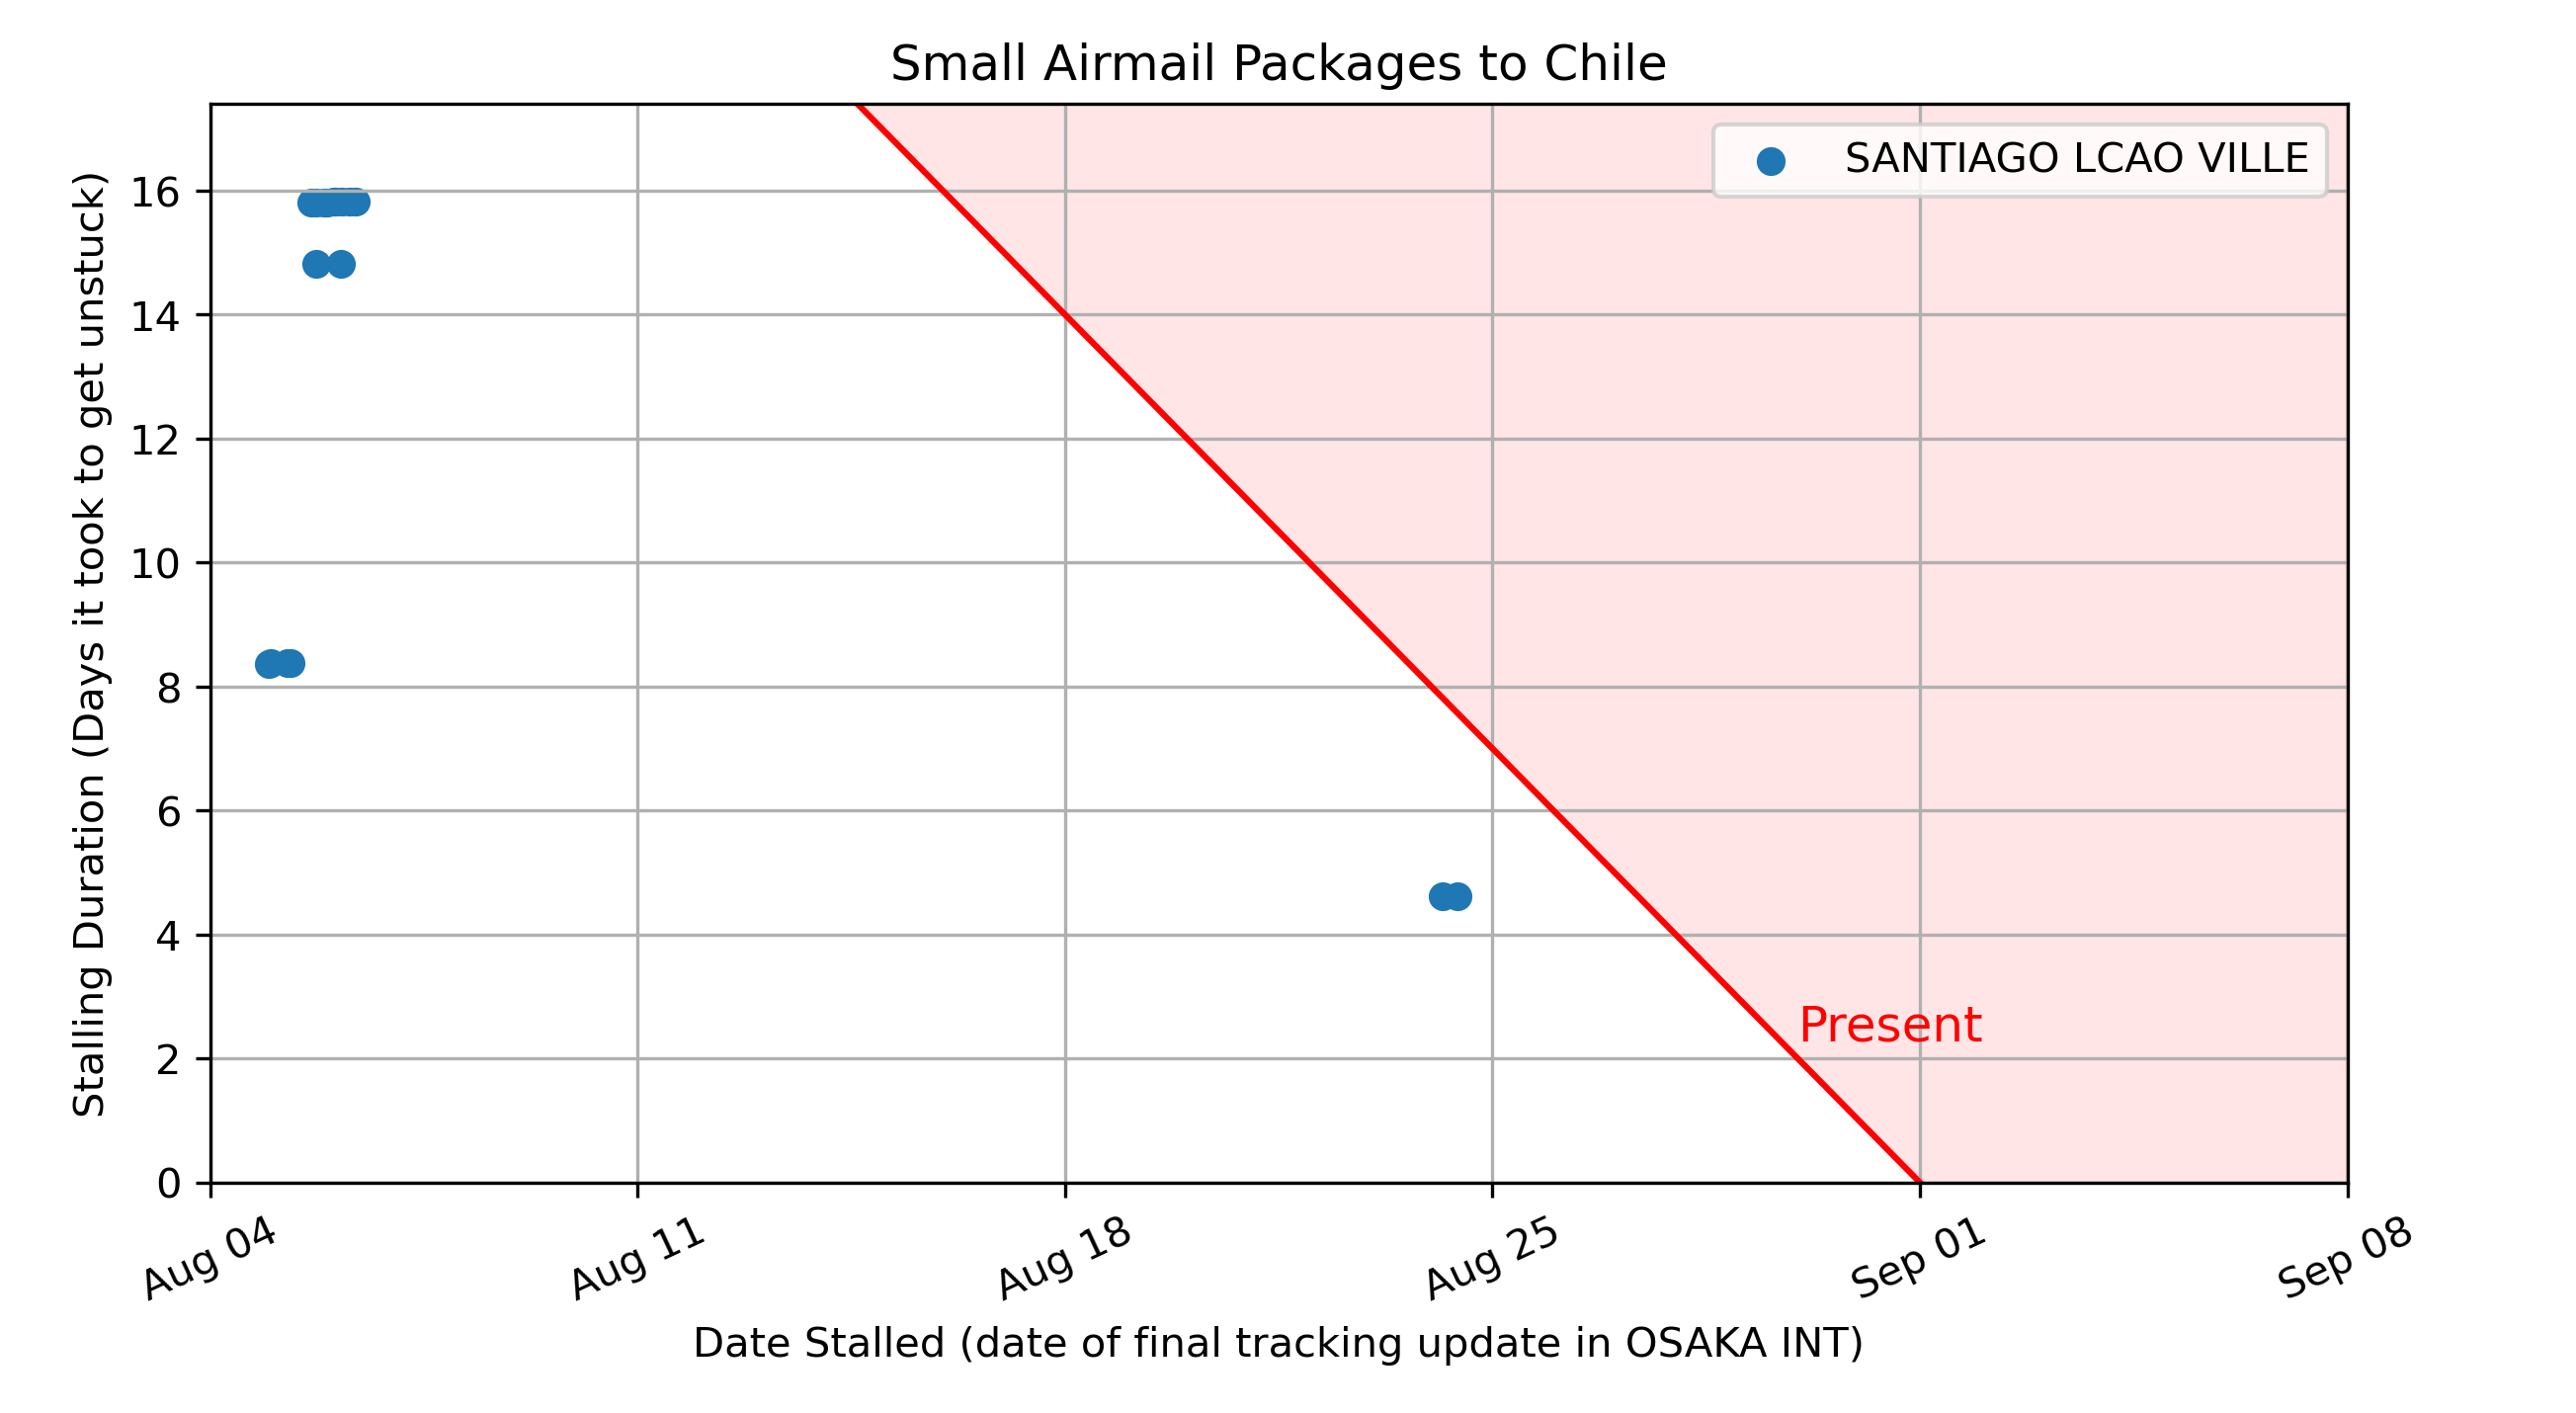 Small Airmail Packages to Chile
SANTIAGO LCAO VILLE
Stalling Duration (Days it took to get unstuck)
16
14
12
10
8
6
4
2
0
Present
Aug 04
Aug 11
Aug 18
Aug 25
Sep 01
Sep 08
Date Stalled (date of final tracking update in OSAKA INT)